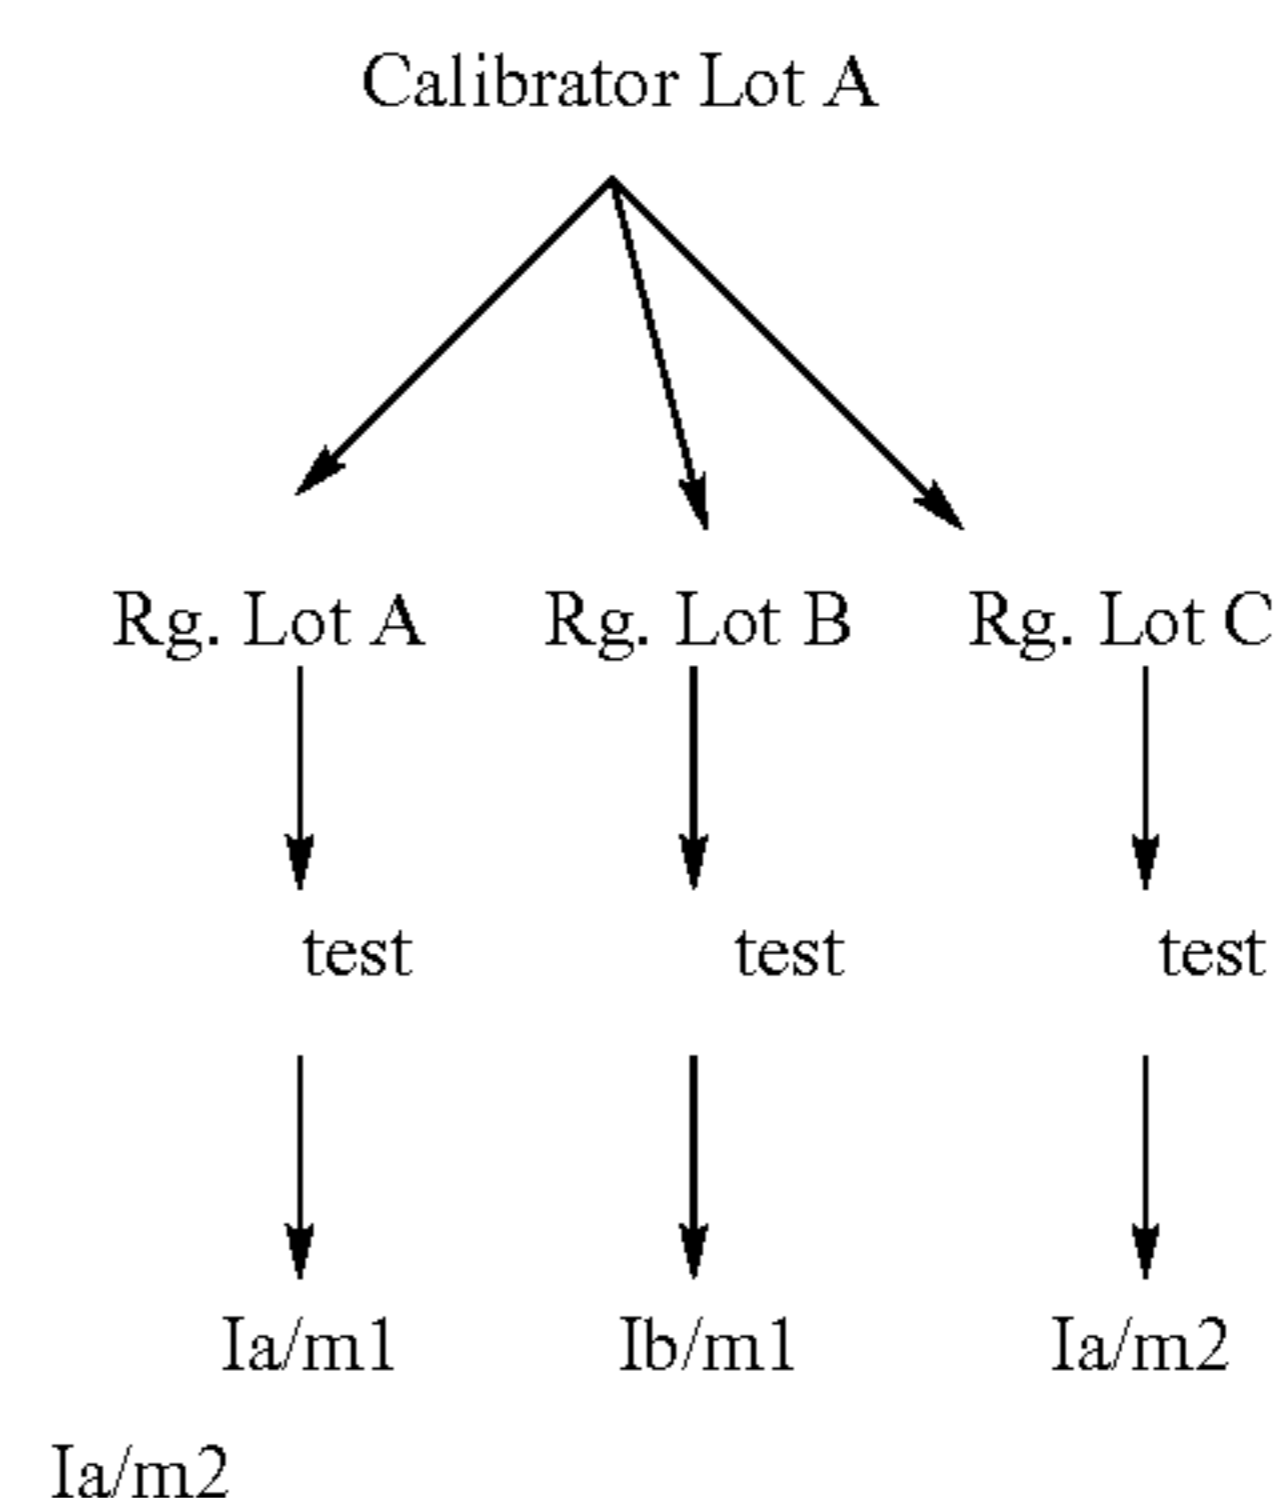 Calibrator Lot A
Rg. Lot A Rg. Lot B Rg. Lot C
test test test
Ia/m1 Ib/m1 Ia/m2
Ia/m2